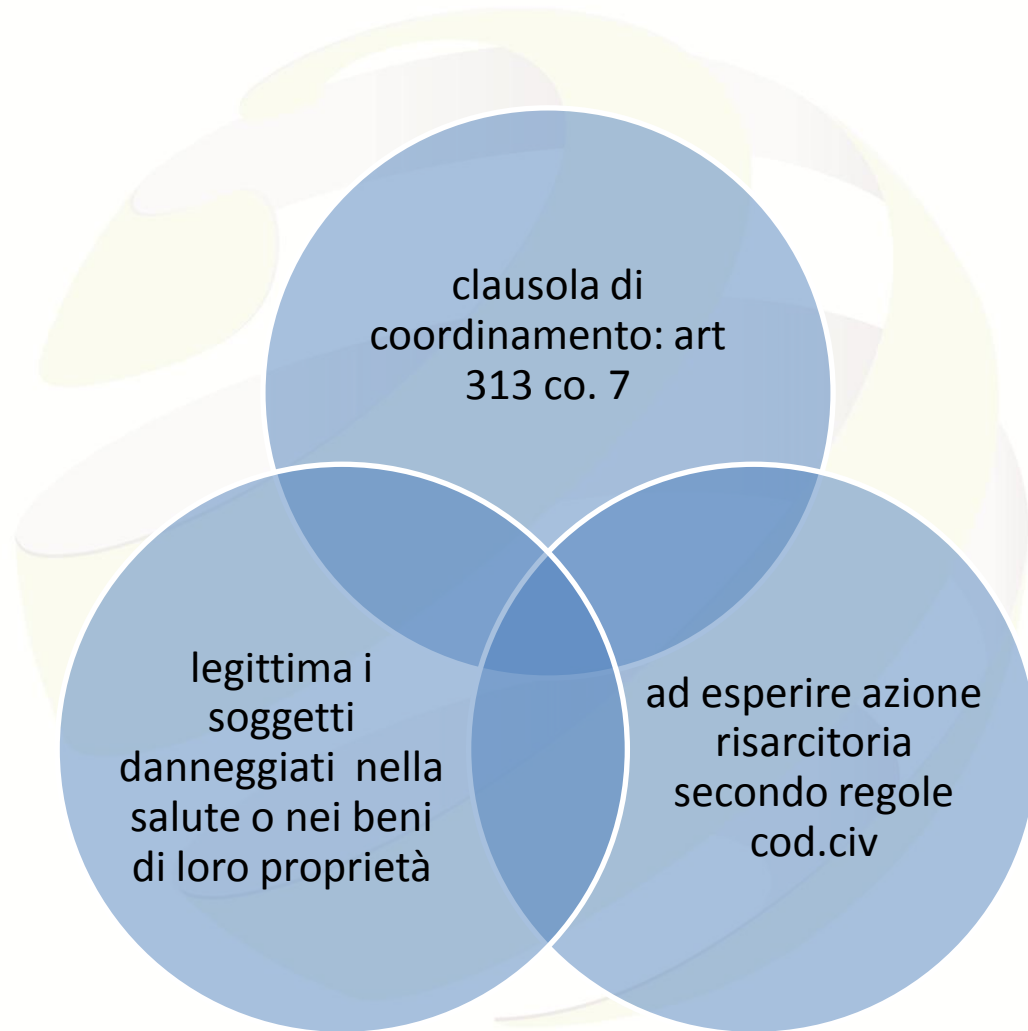 clausola di
coordinamento: art
313 co. 7
legittima i
soggetti
danneggiati nella
salute o nei beni
di loro proprietà
ad esperire azione
risarcitoria
secondo regole
cod.civ